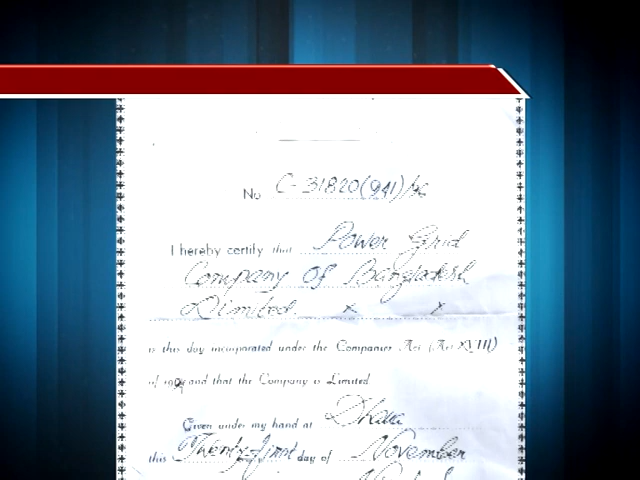 No C-31820(941)/96
I hereby certify that Power Grid
Company Of Bangladesh
Limited. x x
is this day incorporated under the Companies Act (Act XVIII)
of and that the Company is Limited
Given under my hand at Dhaka
this Twenty-first day of November